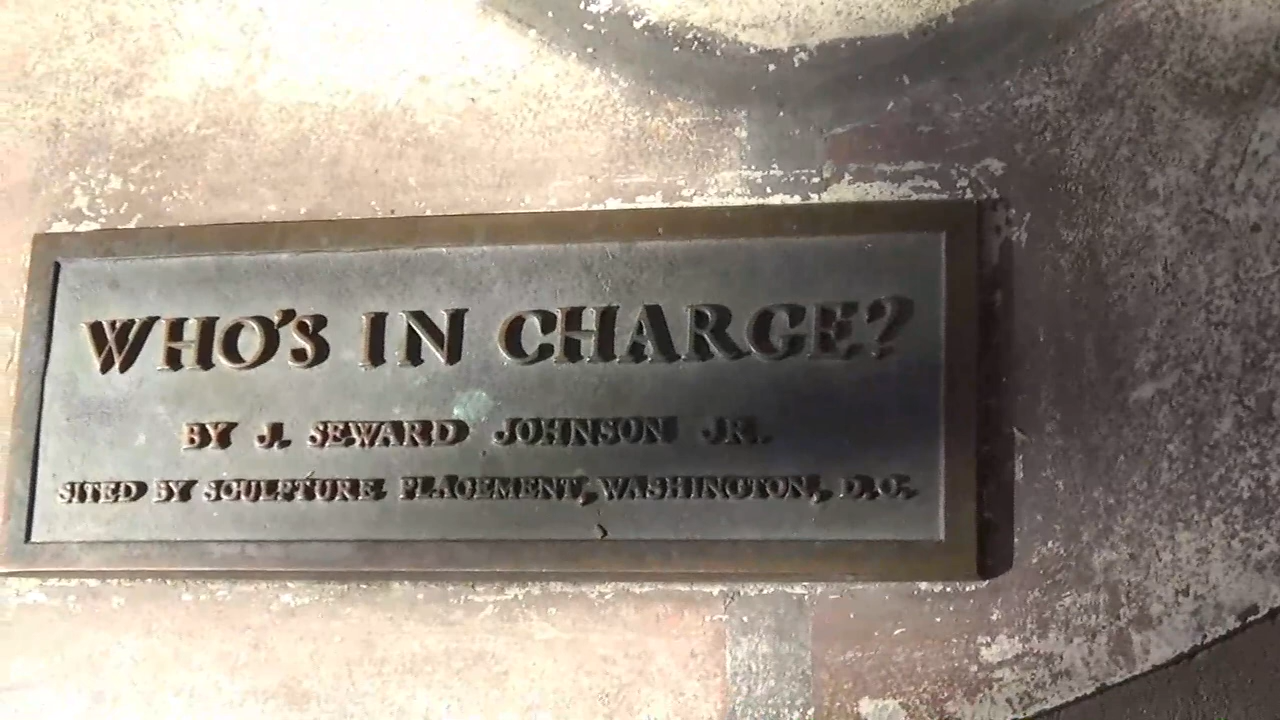 WHO'S IN CHARGE?
BY J. SEWARD JOHNSON JR.
SITED BY SCULPTURE PLACEMENT, WASHINGTON, D.C.